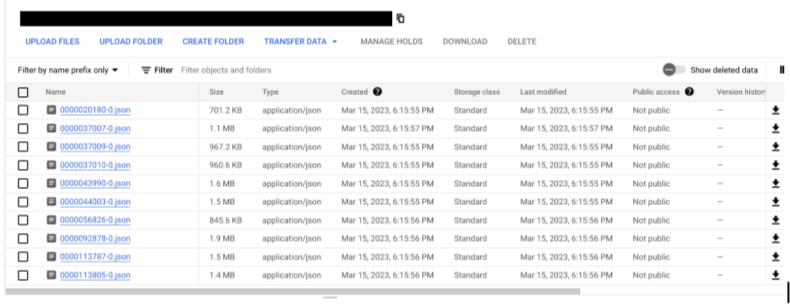 UPLOAD FILES UPLOAD FOLDER CREATE FOLDER TRANSFER DATA MANAGE HOLDS DOWNLOAD DELETE
Filter by name prefix only Filter Filter objects and folders Show deleted data
Name Size Type Created Storage class Last modified Public access Version history
0000020180-0.json 701.2 KB application/json Mar 15, 2023, 6:15:55 PM Standard Mar 15, 2023, 6:15:55 PM Not public —
0000037007-0.json 1.1 MB application/json Mar 15, 2023, 6:15:57 PM Standard Mar 15, 2023, 6:15:57 PM Not public —
0000037009-0.json 967.2 KB application/json Mar 15, 2023, 6:15:55 PM Standard Mar 15, 2023, 6:15:55 PM Not public —
0000037010-0.json 960.6 KB application/json Mar 15, 2023, 6:15:55 PM Standard Mar 15, 2023, 6:15:55 PM Not public —
0000043990-0.json 1.6 MB application/json Mar 15, 2023, 6:15:55 PM Standard Mar 15, 2023, 6:15:55 PM Not public —
0000044003-0.json 1.5 MB application/json Mar 15, 2023, 6:15:55 PM Standard Mar 15, 2023, 6:15:55 PM Not public —
0000056826-0.json 845.6 KB application/json Mar 15, 2023, 6:15:56 PM Standard Mar 15, 2023, 6:15:56 PM Not public —
0000092878-0.json 1.9 MB application/json Mar 15, 2023, 6:15:56 PM Standard Mar 15, 2023, 6:15:56 PM Not public —
0000113787-0.json 1.5 MB application/json Mar 15, 2023, 6:15:56 PM Standard Mar 15, 2023, 6:15:56 PM Not public —
0000113805-0.json 1.4 MB application/json Mar 15, 2023, 6:15:56 PM Standard Mar 15, 2023, 6:15:56 PM Not public —